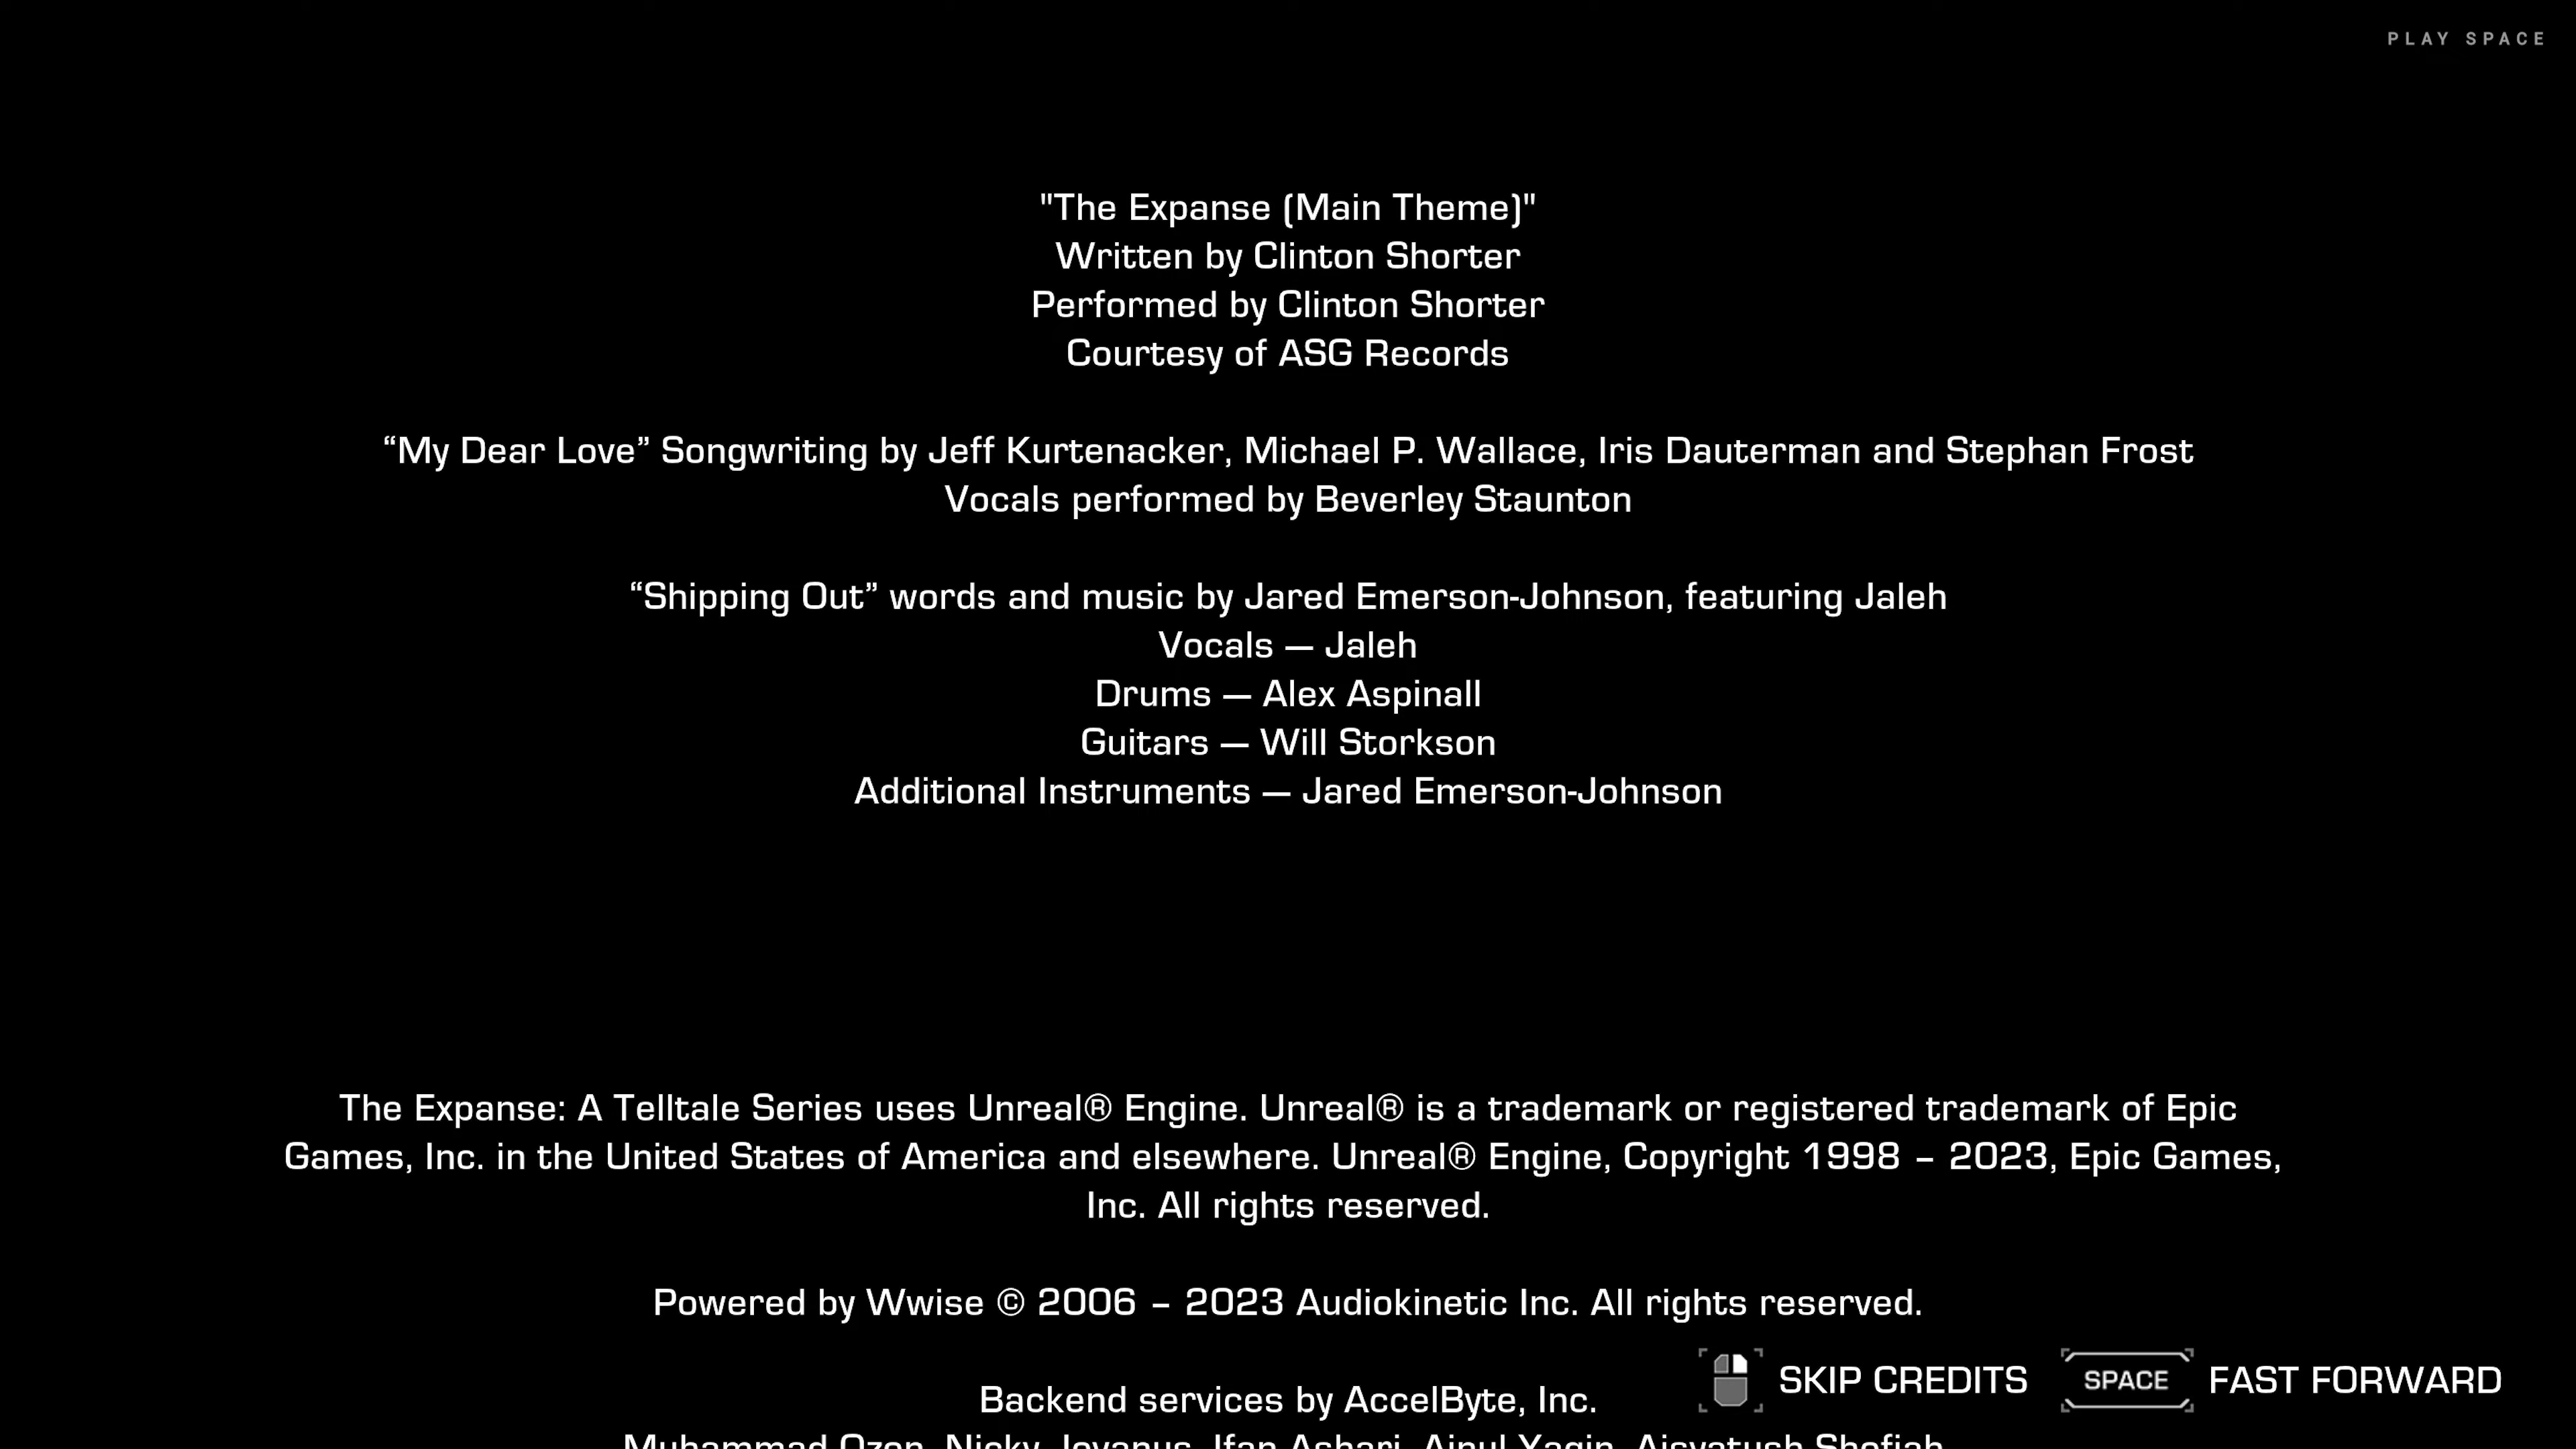 PLAY SPACE
"The Expanse (Main Theme)"
Written by Clinton Shorter
Performed by Clinton Shorter
Courtesy of ASG Records
“My Dear Love” Songwriting by Jeff Kurtenacker, Michael P. Wallace, Iris Dauterman and Stephan Frost
Vocals performed by Beverley Staunton
“Shipping Out” words and music by Jared Emerson-Johnson, featuring Jaleh
Vocals — Jaleh
Drums — Alex Aspinall
Guitars — Will Storkson
Additional Instruments — Jared Emerson-Johnson
The Expanse: A Telltale Series uses Unreal® Engine. Unreal® is a trademark or registered trademark of Epic
Games, Inc. in the United States of America and elsewhere. Unreal® Engine, Copyright 1998 – 2023, Epic Games,
Inc. All rights reserved.
Powered by Wwise © 2006 – 2023 Audiokinetic Inc. All rights reserved.
Backend services by AccelByte, Inc.
SKIP CREDITS SPACE FAST FORWARD
Muhammad